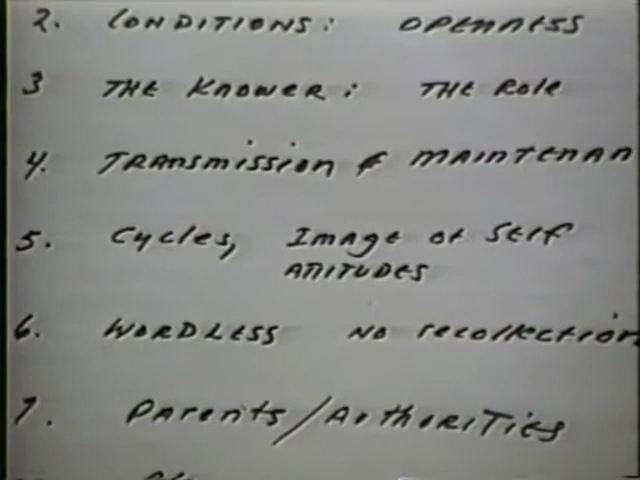 2. CONDITIONS: OPENNESS
3 THE KNOWER: THE Role
4. TRANSMISSION & MAINTENAN
5. Cycles, Image of Self
ATTITUDES
6. WORDLESS NO recollection
7. Parents/AUTHORITIES